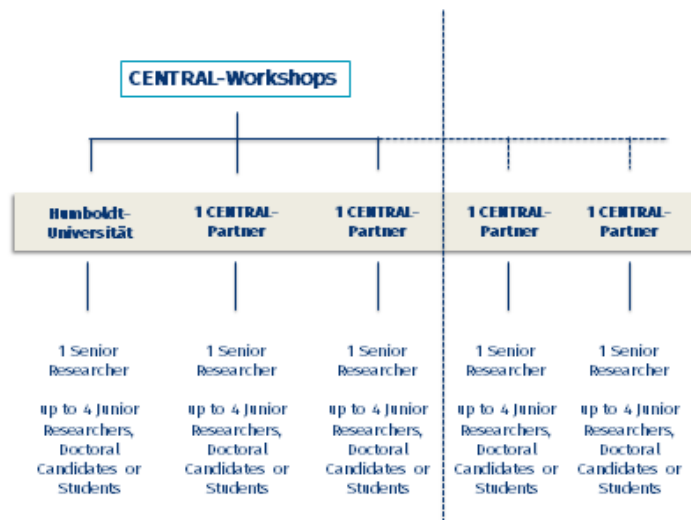 CENTRAL-Workshops
Humboldt-
Universität
1 CENTRAL-
Partner
1 CENTRAL-
Partner
1 CENTRAL-
Partner
1 CENTRAL-
Partner
1 Senior
Researcher
up to 4 Junior
Researchers,
Doctoral
Candidates or
Students
1 Senior
Researcher
up to 4 Junior
Researchers,
Doctoral
Candidates or
Students
1 Senior
Researcher
up to 4 Junior
Researchers,
Doctoral
Candidates or
Students
1 Senior
Researcher
up to 4 Junior
Researchers,
Doctoral
Candidates or
Students
1 Senior
Researcher
up to 4 Junior
Researchers,
Doctoral
Candidates or
Students